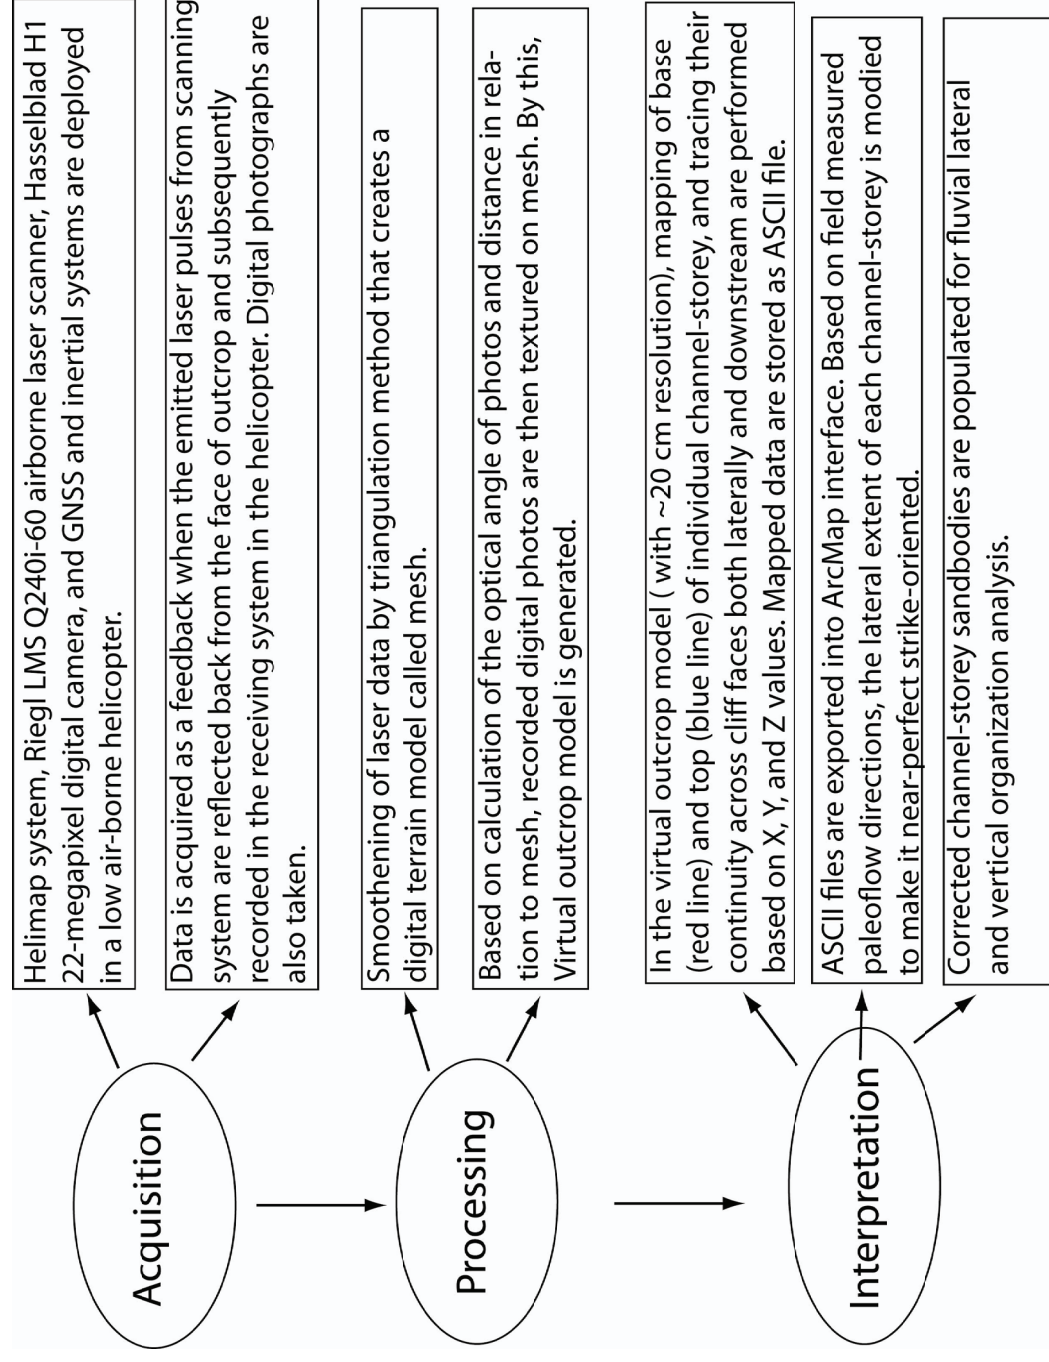 Acquisition
Helimap system, Riegl LMS Q240i-60 airborne laser scanner, Hasselblad H1
22-megapixel digital camera, and GNSS and inertial systems are deployed
in a low air-borne helicopter.
Data is acquired as a feedback when the emitted laser pulses from scanning
system are reflected back from the face of outcrop and subsequently
recorded in the receiving system in the helicopter. Digital photographs are
also taken.
Processing
Smoothening of laser data by triangulation method that creates a
digital terrain model called mesh.
Based on calculation of the optical angle of photos and distance in rela-
tion to mesh, recorded digital photos are then textured on mesh. By this,
Virtual outcrop model is generated.
Interpretation
In the virtual outcrop model ( with ~20 cm resolution), mapping of base
(red line) and top (blue line) of individual channel-storey, and tracing their
continuity across cliff faces both laterally and downstream are performed
based on X, Y, and Z values. Mapped data are stored as ASCII file.
ASCII files are exported into ArcMap interface. Based on field measured
paleoflow directions, the lateral extent of each channel-storey is modied
to make it near-perfect strike-oriented.
Corrected channel-storey sandbodies are populated for fluvial lateral
and vertical organization analysis.